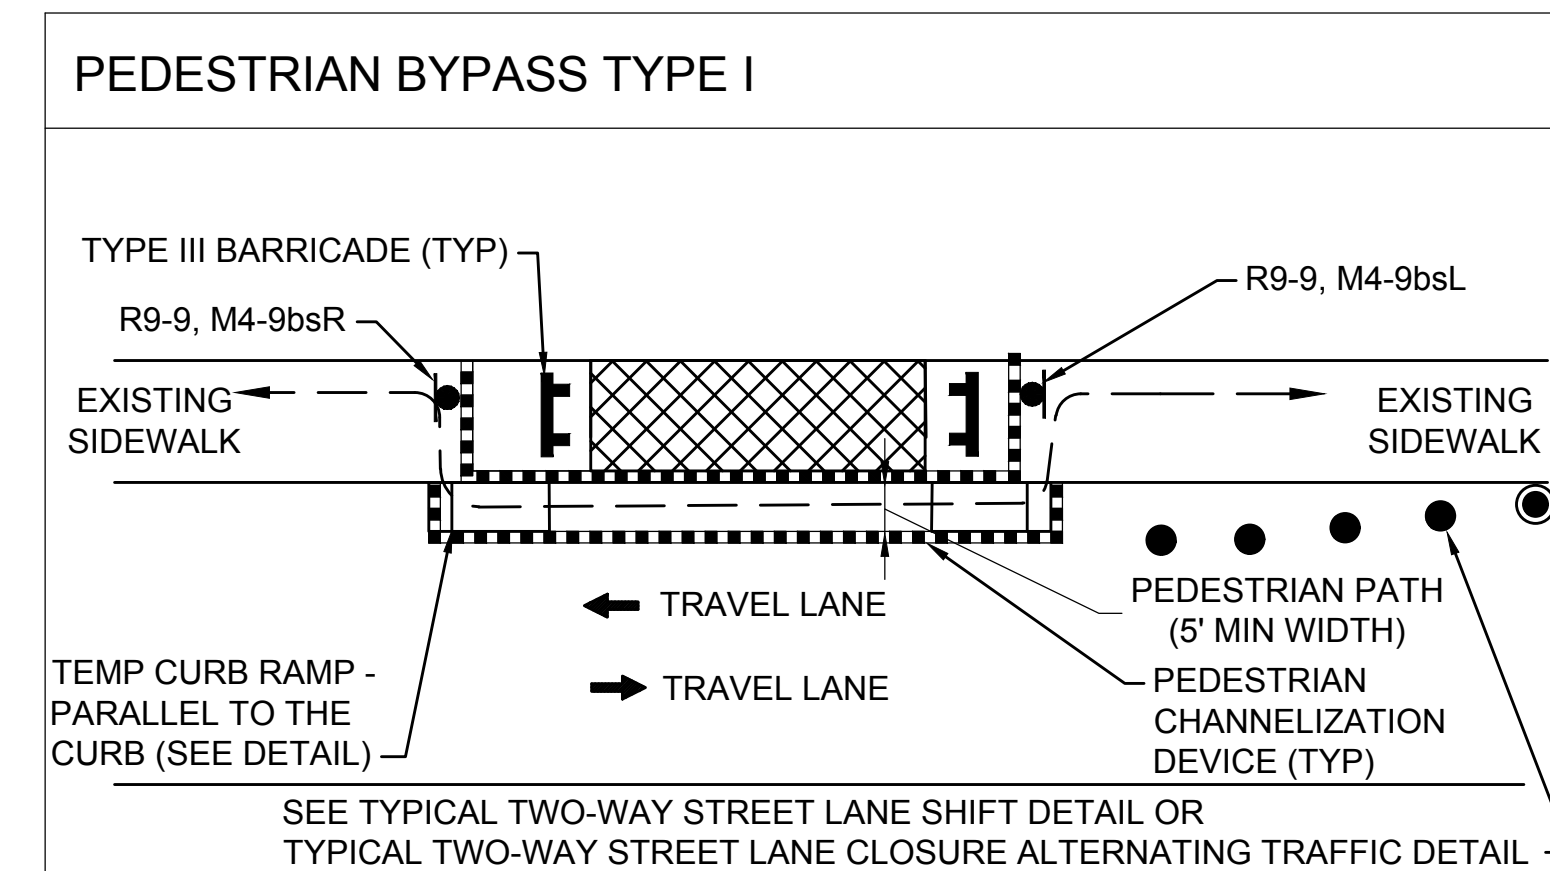 PEDESTRIAN BYPASS TYPE I
TYPE III BARRICADE (TYP)
R9-9, M4-9bsL
R9-9, M4-9bsR
EXISTING
SIDEWALK
EXISTING
SIDEWALK
TRAVEL LANE
PEDESTRIAN PATH
(5' MIN WIDTH)
TRAVEL LANE
TEMP CURB RAMP -
PARALLEL TO THE
CURB (SEE DETAIL)
PEDESTRIAN
CHANNELIZATION
DEVICE (TYP)
SEE TYPICAL TWO-WAY STREET LANE SHIFT DETAIL OR
TYPICAL TWO-WAY STREET LANE CLOSURE ALTERNATING TRAFFIC DETAIL